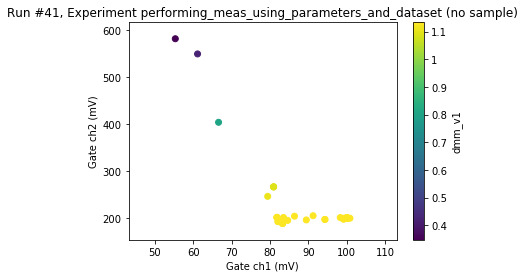 Run #41, Experiment performing_meas_using_parameters_and_dataset (no sample)
600
500
400
300
200
Gate ch2 (mV)
50 60 70 80 90 100 110
Gate ch1 (mV)
1.1
1
0.9
0.8
0.7
0.6
0.5
0.4
dmm_v1